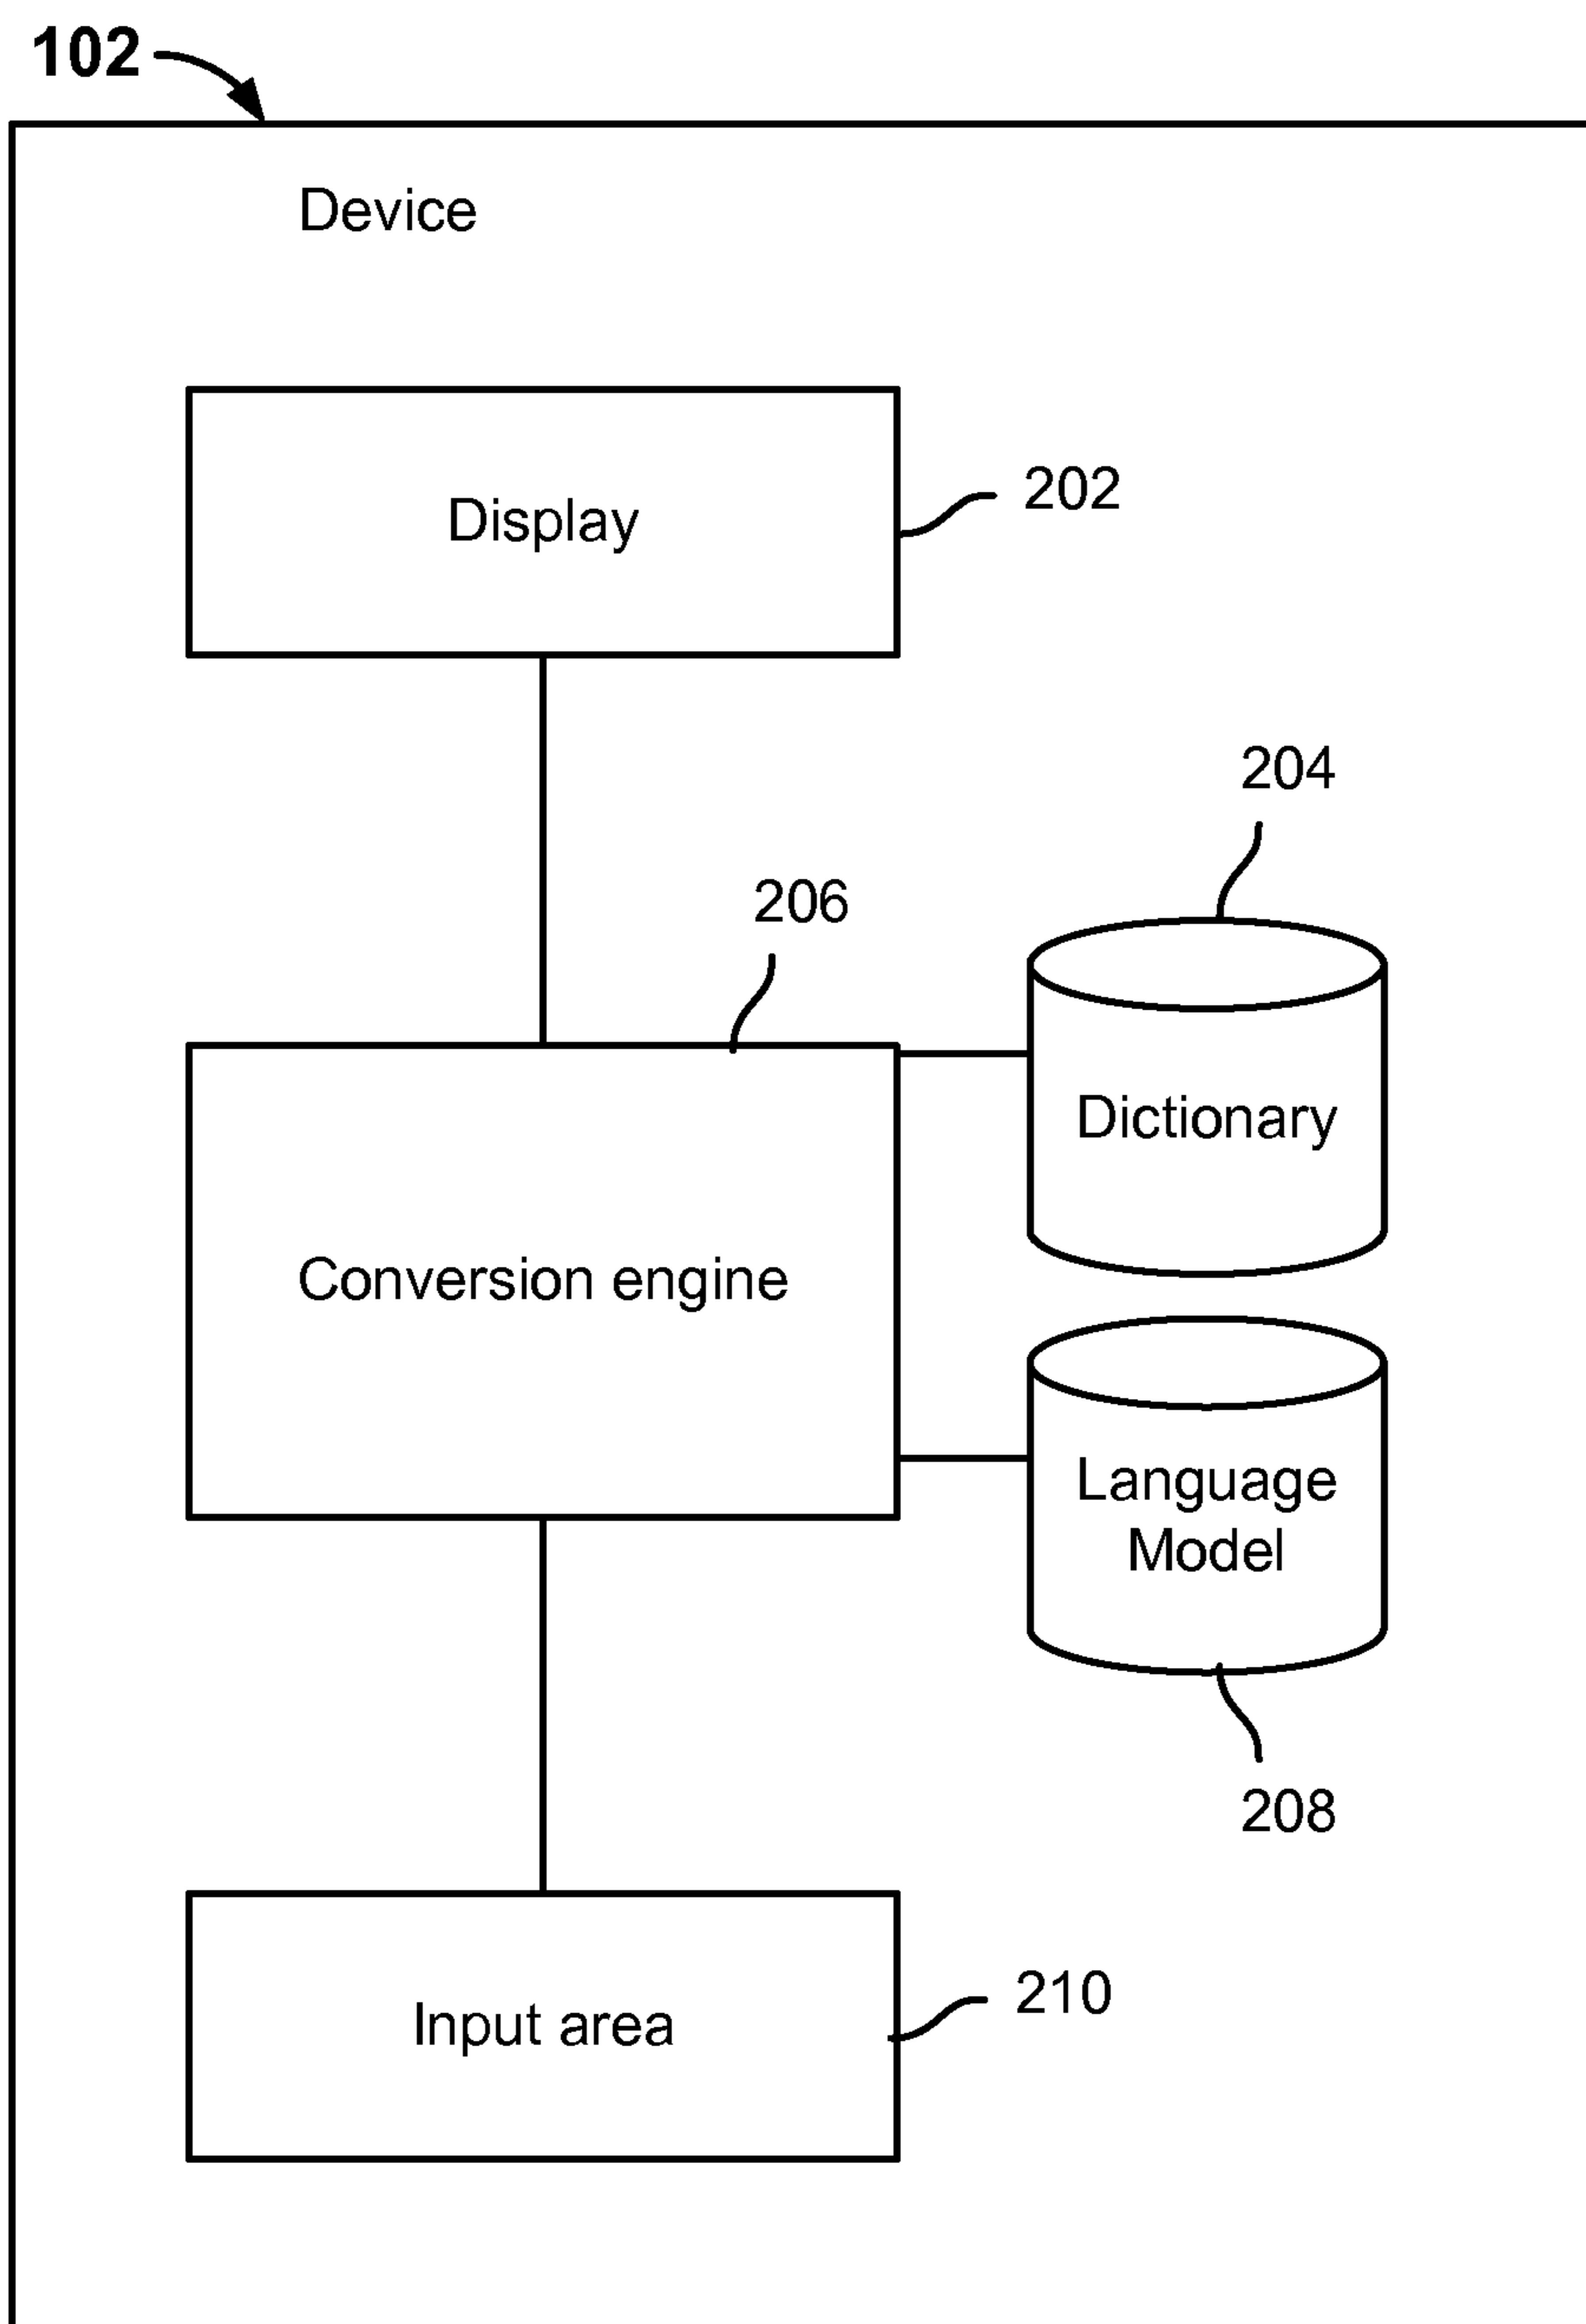 102
Device
Display
202
204
206
Dictionary
Conversion engine
Language
Model
208
210
Input area